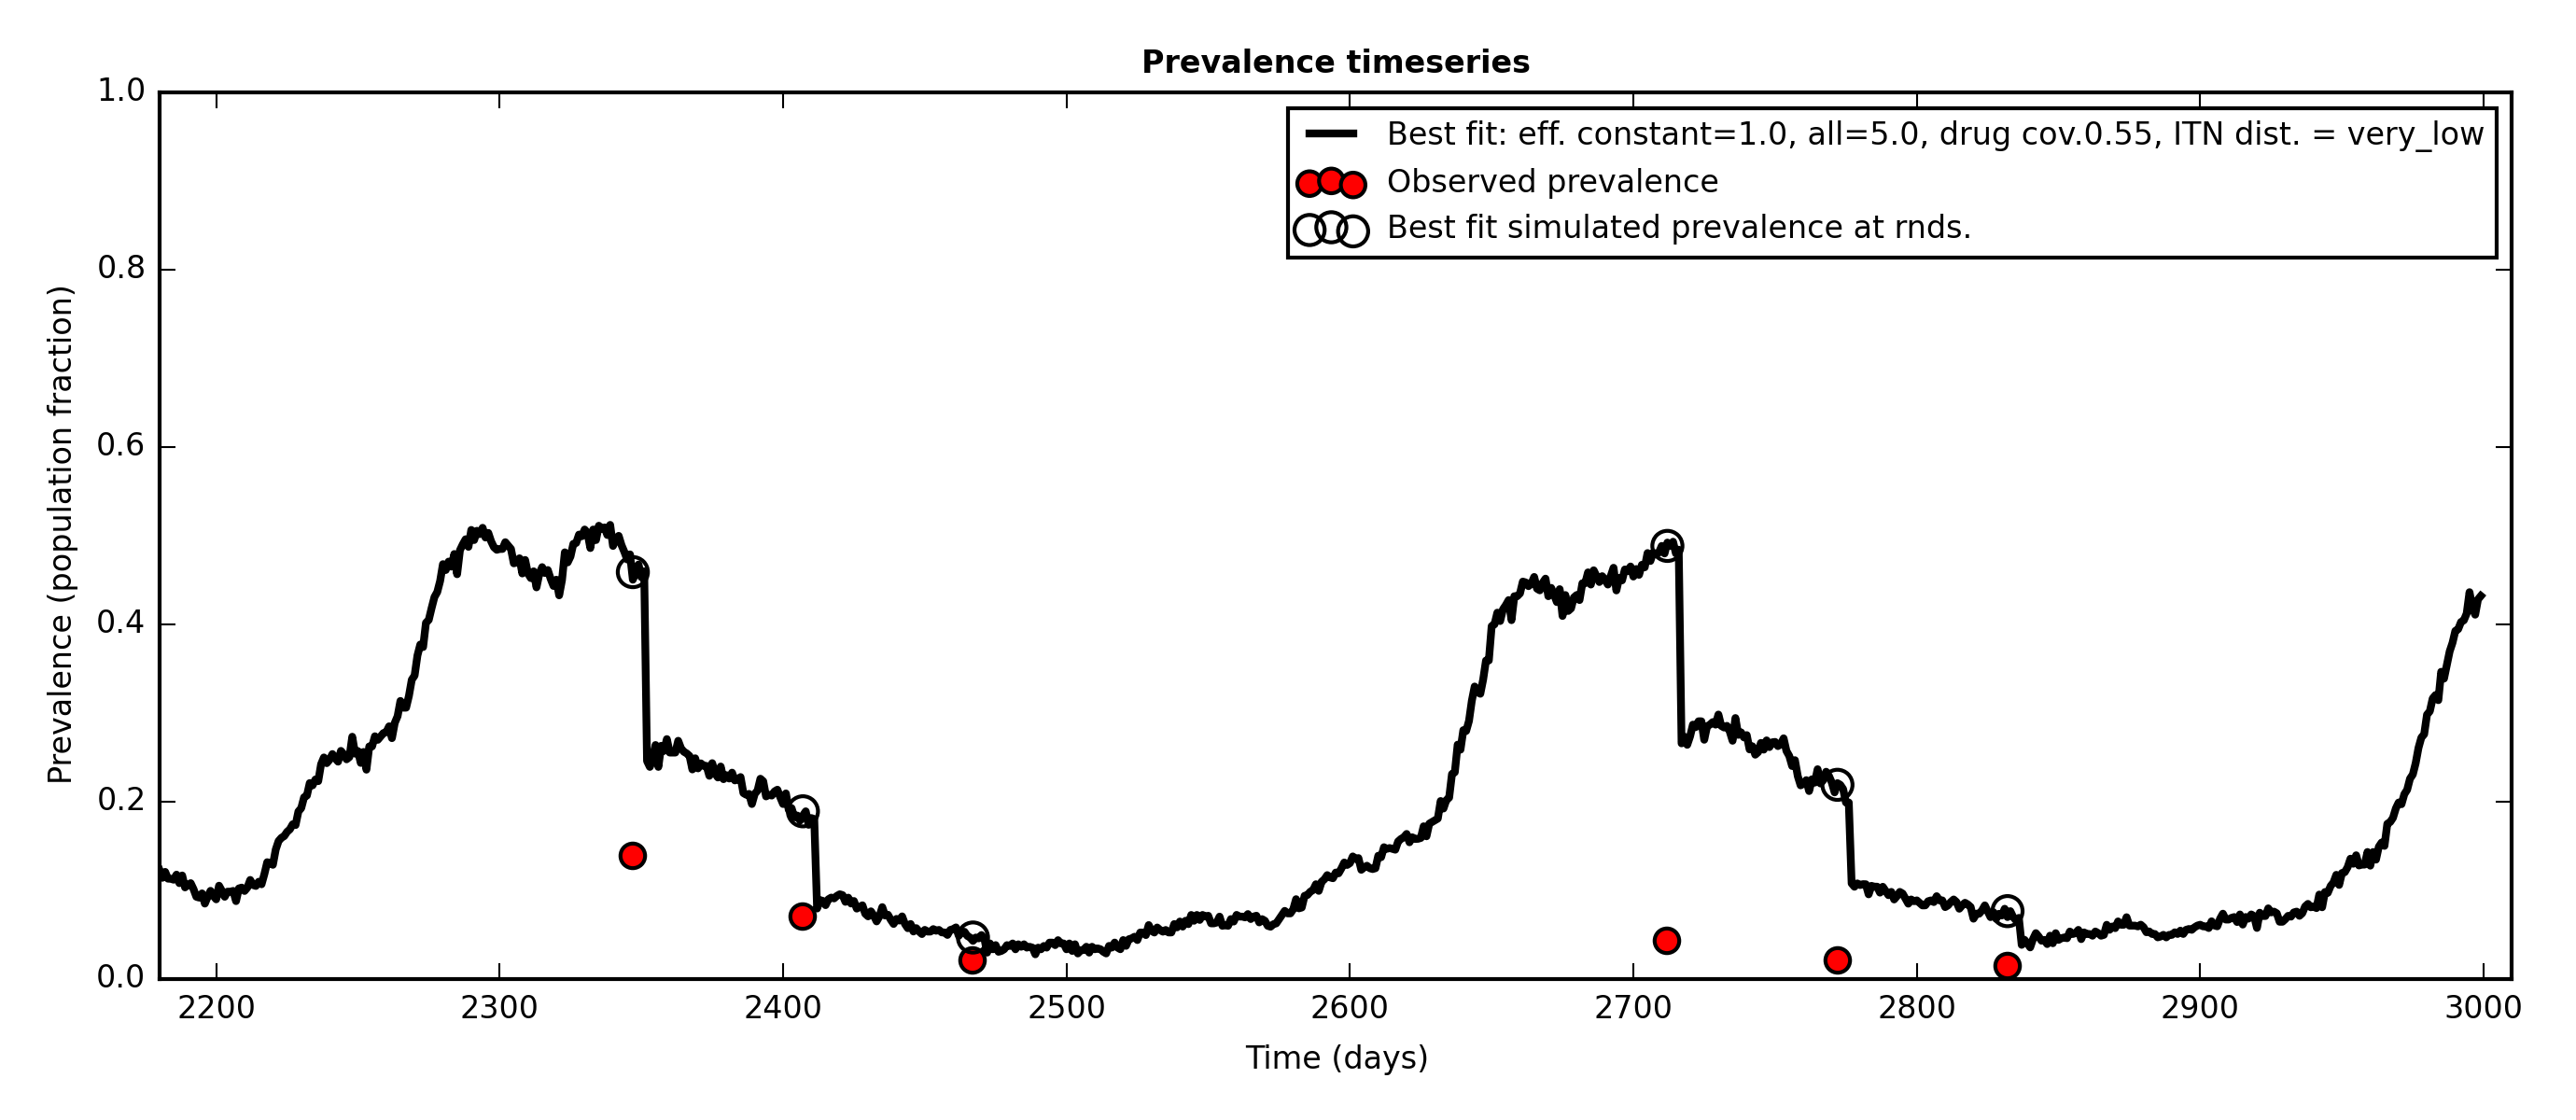 Prevalence timeseries
1.0
0.8
0.6
0.4
0.2
0.0
Prevalence (population fraction)
Best fit: eff. constant=1.0, all=5.0, drug cov.0.55, ITN dist. = very_low
Observed prevalence
Best fit simulated prevalence at rnds.
2200 2300 2400 2500 2600 2700 2800 2900 3000
Time (days)